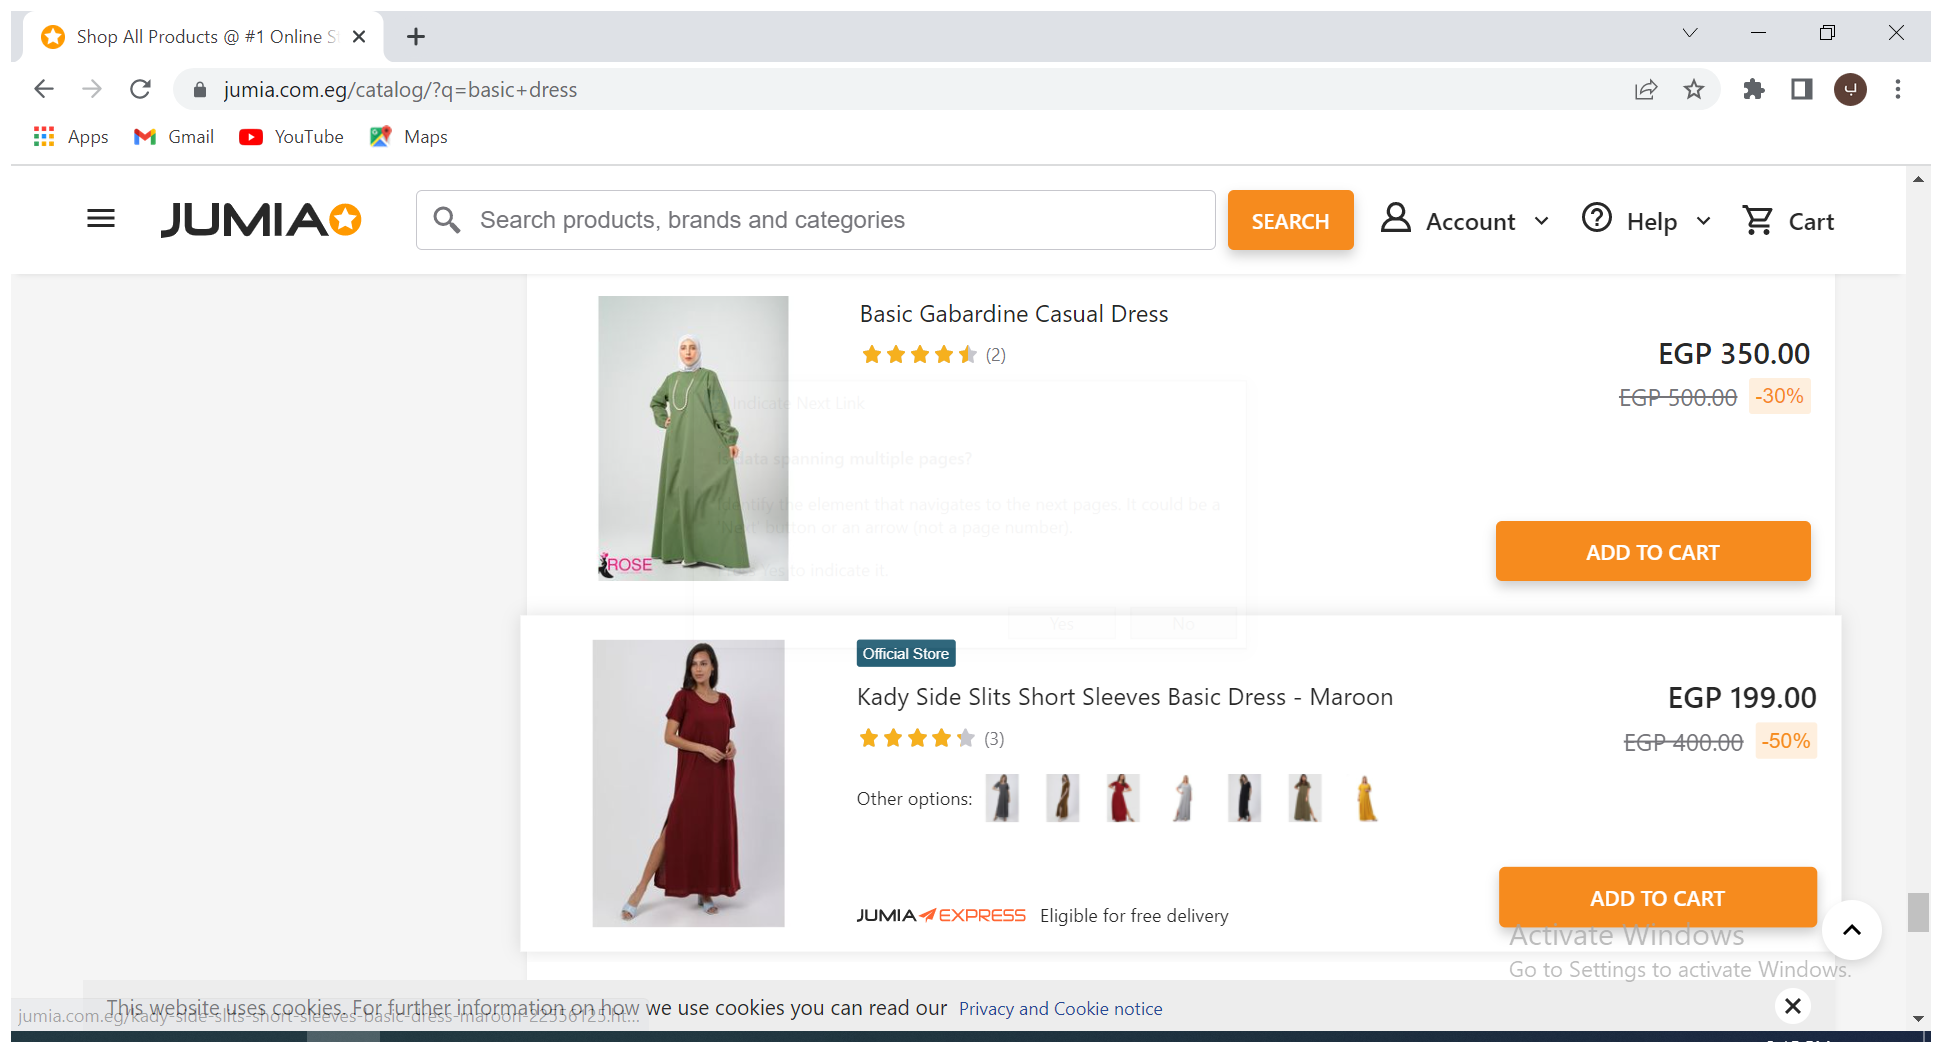 Shop All Products @ #1 Online St
jumia.com.eg/catalog/?q=basic+dress
Apps Gmail YouTube Maps
JUMIA Search products, brands and categories SEARCH Account Help Cart
Basic Gabardine Casual Dress
(2)
EGP 350.00
EGP 500.00 -30%
Indicate Next Link
Is data spanning multiple pages?
Identify the element that navigates to the next pages. It could be a
'Next' button or an arrow (not a page number).
to indicate it.
Yes No
ROSE
ADD TO CART
Official Store
Kady Side Slits Short Sleeves Basic Dress - Maroon
(3)
EGP 199.00
EGP 400.00 -50%
Other options:
JUMIA EXPRESS Eligible for free delivery
ADD TO CART
Activate Windows
Go to Settings to activate Windows.
This website uses cookies. For further information on how we use cookies you can read our Privacy and Cookie notice
jumia.com.eg/kady-side-slits-short-sleeves-basic-dress-maroon-22556125.ht...